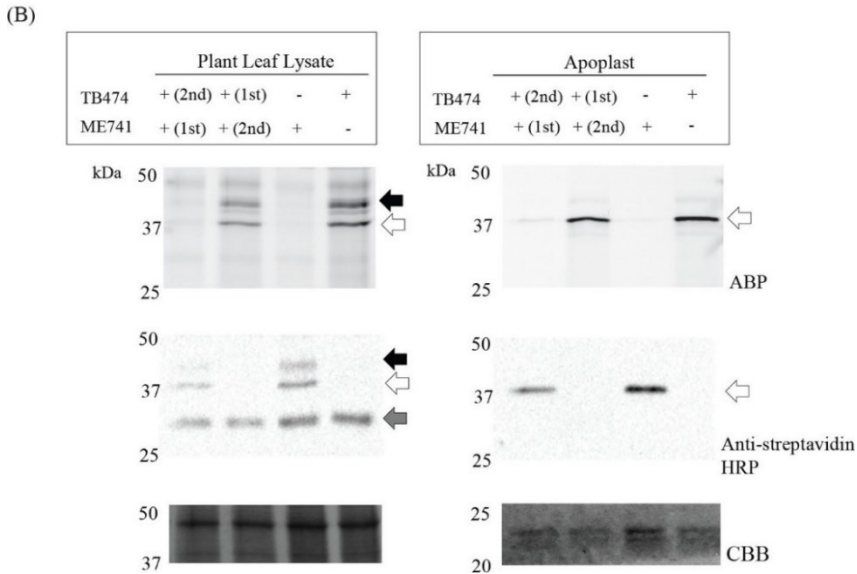 (B)
Plant Leaf Lysate
TB474 + (2nd) + (1st) - +
ME741 + (1st) + (2nd) + -
kDa
50
37
25
50
37
25
50
37
Apoplast
TB474 + (2nd) + (1st) - +
ME741 + (1st) + (2nd) + -
kDa
50
37
25
ABP
50
37
25
Anti-streptavidin
HRP
25
20
CBB